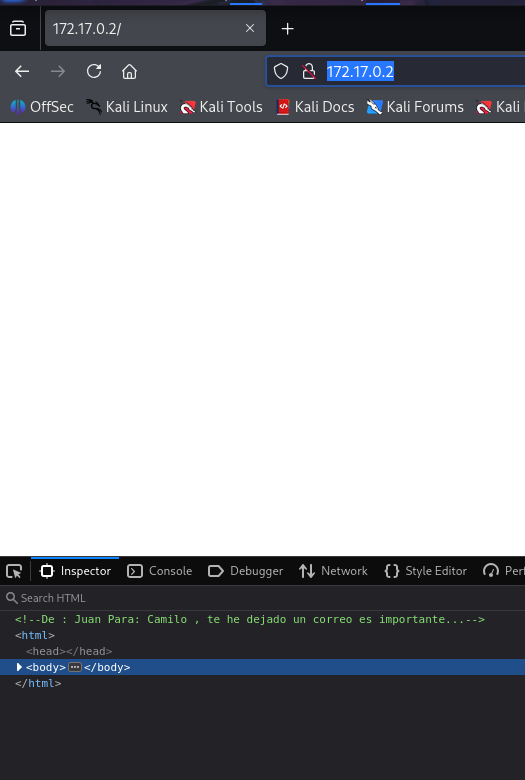 172.17.0.2/
172.17.0.2
OffSec Kali Linux Kali Tools Kali Docs Kali Forums Kali
Inspector Console Debugger Network Style Editor Perf
Search HTML
<!--De : Juan Para: Camilo , te he dejado un correo es importante...-->
<html>
<head></head>
<body>⋯</body>
</html>